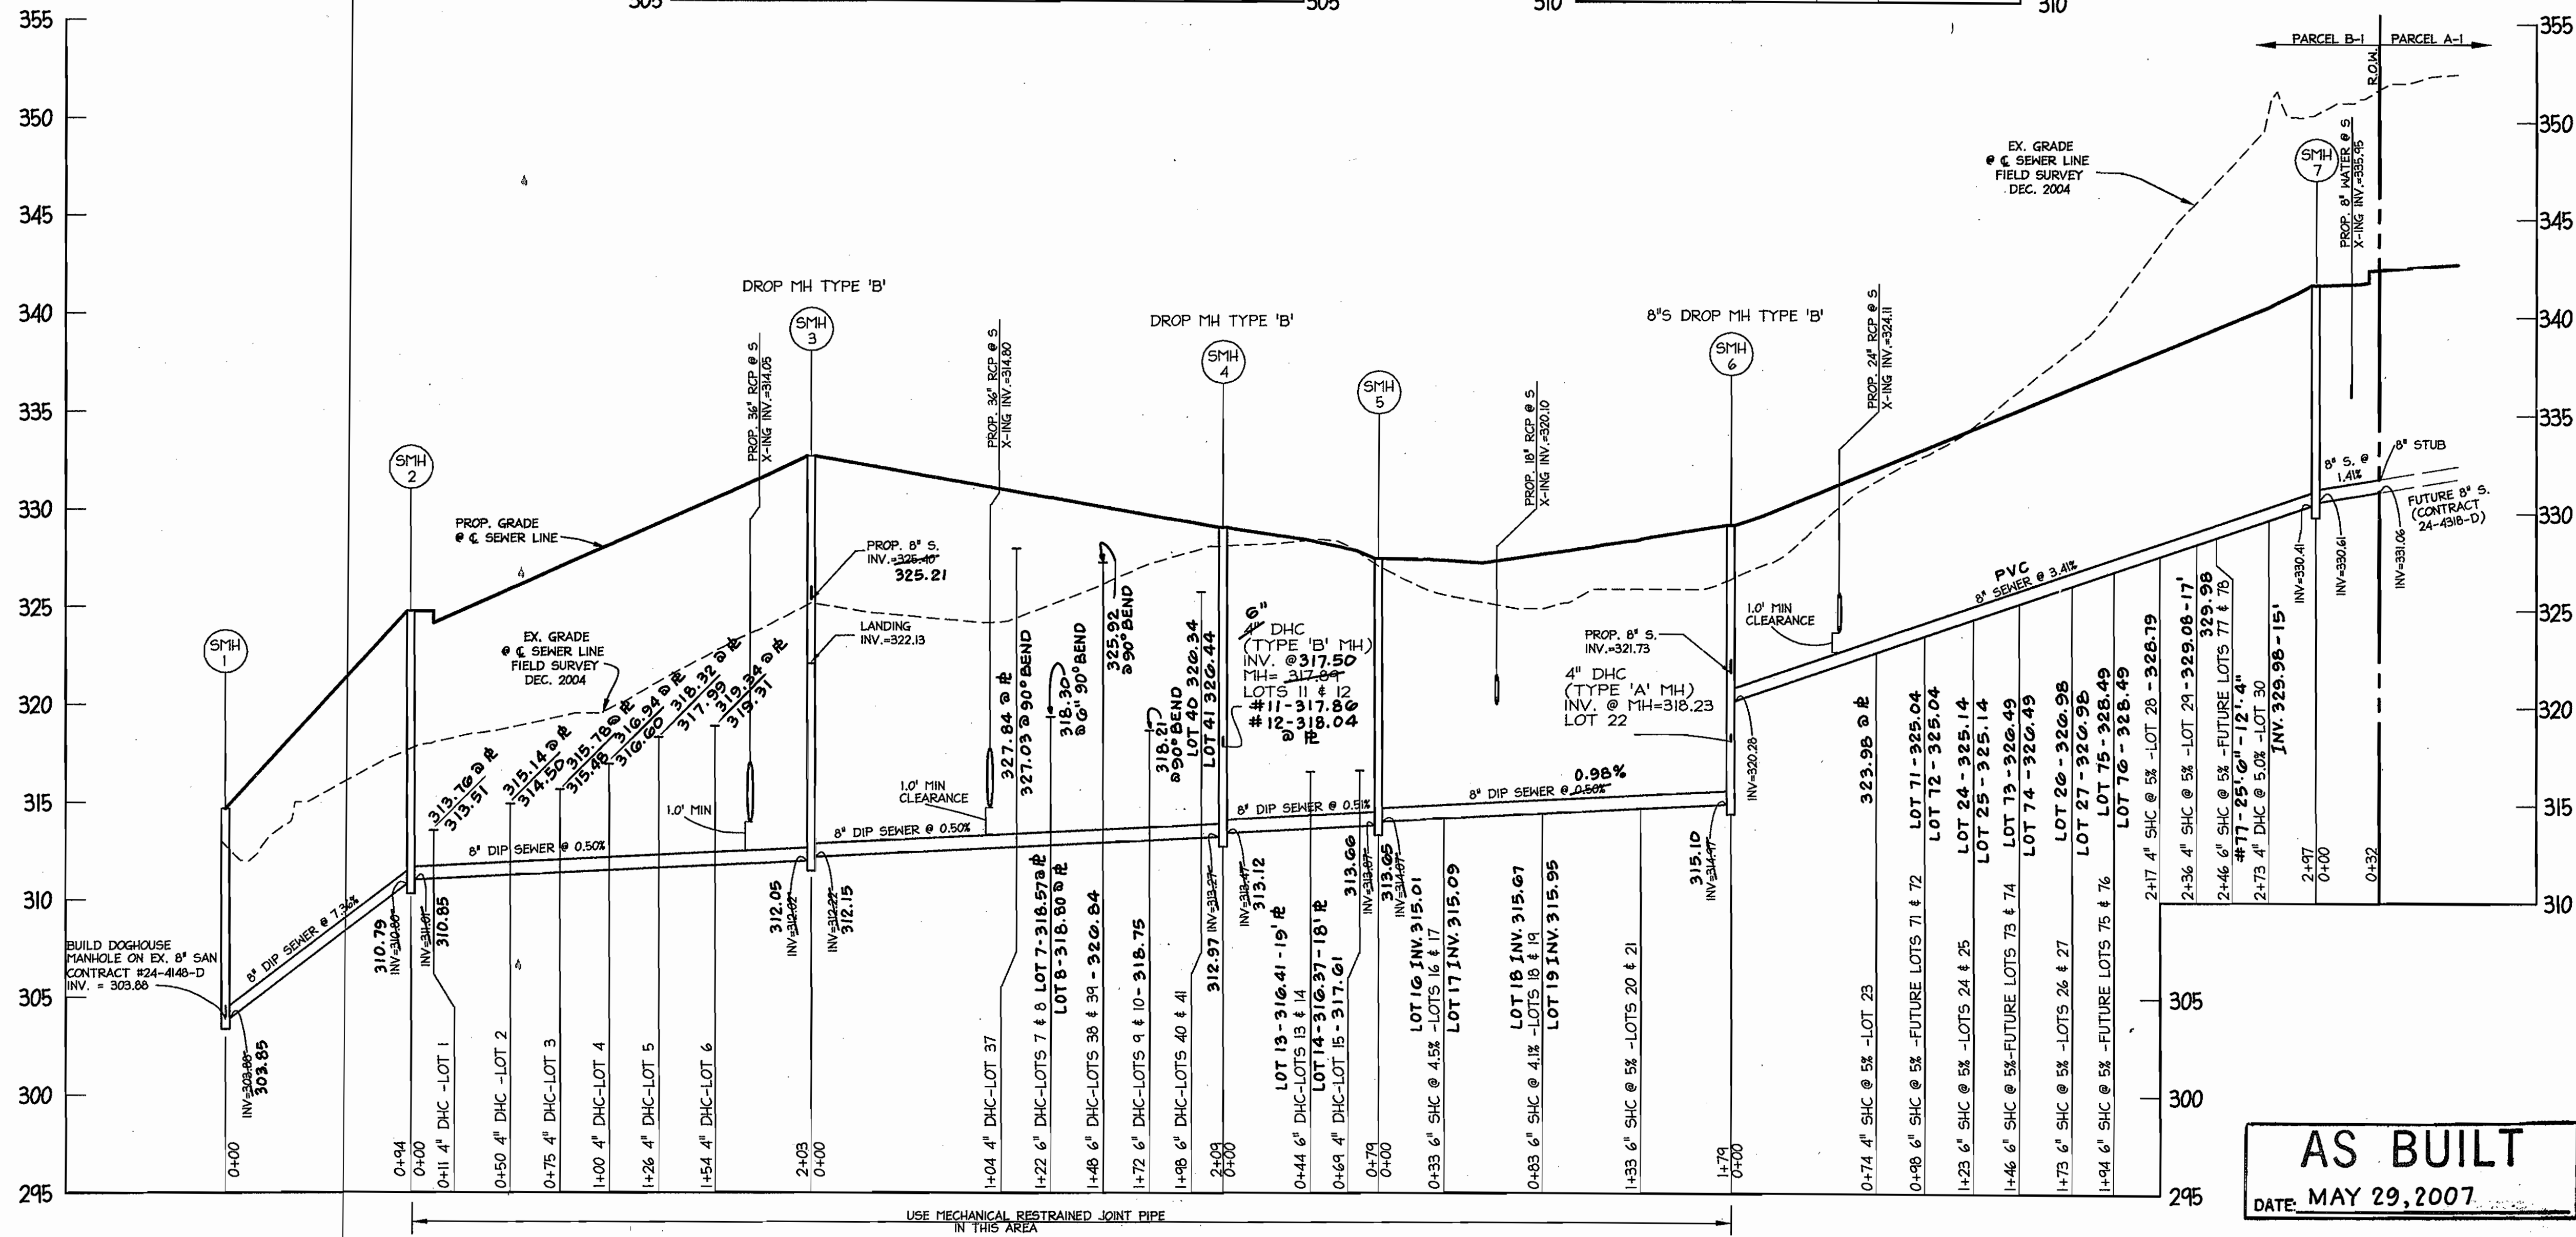 305
305
310
310
355
350
345
340
335
330
325
320
315
310
305
300
295
355
350
345
340
335
330
325
320
315
310
305
300
295
PARCEL B-1
PARCEL A-1
R.O.W.
SMH
1
SMH
2
SMH
3
SMH
4
SMH
5
SMH
6
SMH
7
DROP MH TYPE 'B'
DROP MH TYPE 'B'
8"S DROP MH TYPE 'B'
PROP. GRADE
@ ℄ SEWER LINE
EX. GRADE
@ ℄ SEWER LINE
FIELD SURVEY
DEC. 2004
EX. GRADE
@ ℄ SEWER LINE
FIELD SURVEY
DEC. 2004
BUILD DOGHOUSE
MANHOLE ON EX. 8" SAN
CONTRACT #24-4148-D
INV. = 303.88
8" DIP SEWER @ 7.36%
INV=303.88
303.85
0+00
310.79
INV=310.80
INV=311.01
310.85
0+94
0+00
313.76 @ ⅊
313.51
315.14 @ ⅊
314.50
315.78 @ ⅊
315.48
316.94 @ ⅊
316.60
318.32 @ ⅊
317.99
319.34 @ ⅊
319.31
8" DIP SEWER @ 0.50%
0+11 4" DHC -LOT 1
0+50 4" DHC -LOT 2
0+75 4" DHC-LOT 3
1+00 4" DHC-LOT 4
1+26 4" DHC-LOT 5
1+54 4" DHC-LOT 6
PROP. 36" RCP @ S
X-ING INV.=314.05
1.0' MIN
PROP. 8" S.
INV.=325.40
325.21
LANDING
INV.=322.13
312.05
INV=312.02
INV=312.22
312.15
2+03
0+00
8" DIP SEWER @ 0.50%
PROP. 36" RCP @ S
X-ING INV.=314.80
1.0' MIN
CLEARANCE
327.84 @ ⅊
327.03 @ 90° BEND
318.30-
@6" 90° BEND
325.92
@90° BEND
318.21-
@90° BEND
LOT 40 326.34
LOT 41 326.44
1+04 4" DHC-LOT 37
1+22 6" DHC-LOTS 7 & 8 LOT 7-318.57@⅊
LOT 8-318.80 @ ⅊
1+48 6" DHC-LOTS 38 & 39 - 326.84
1+72 6" DHC-LOTS 9 & 10- 318.75
1+98 6" DHC-LOTS 40 & 41
312.97 INV=313.27
INV=313.47
313.12
2+09
0+00
6"
4" DHC
(TYPE 'B' MH)
INV. @317.50
MH= 317.89
LOTS 11 & 12
#11-317.86
#12-318.04
@ ⅊
8" DIP SEWER @ 0.51%
LOT 13-316.41-19' ⅊
0+44 6" DHC-LOTS 13 & 14
LOT 14-316.37-18' ⅊
0+69 4" DHC-LOT 15-317.61
313.66
INV=313.87
313.65
INV=314.07
0+79
0+00
PROP. 18" RCP @ S
X-ING INV.=320.10
0.98%
8" DIP SEWER @ 0.50%
LOT 16 INV. 315.01
0+33 6" SHC @ 4.5% -LOTS 16 & 17
LOT 17 INV. 315.09
LOT 18 INV. 315.67
0+83 6" SHC @ 4.1% -LOTS 18 & 19
LOT 19 INV. 315.95
1+33 6" SHC @ 5% -LOTS 20 & 21
PROP. 8" S.
INV.=321.73
4" DHC
(TYPE 'A' MH)
INV. @ MH=318.23
LOT 22
315.10
INV=314.97
INV=320.28
1+79
0+00
PROP. 24" RCP @ S
X-ING INV.=324.11
1.0' MIN
CLEARANCE
PVC
8" SEWER @ 3.41%
323.98 @ ⅊
0+74 4" SHC @ 5% -LOT 23
LOT 71-325.04
0+98 6" SHC @ 5% -FUTURE LOTS 71 & 72
LOT 72-325.04
LOT 24-325.14
1+23 6" SHC @ 5% -LOTS 24 & 25
LOT 25-325.14
LOT 73-326.49
1+46 6" SHC @ 5%-FUTURE LOTS 73 & 74
LOT 74-326.49
LOT 26-326.98
1+73 6" SHC @ 5% -LOTS 26 & 27
LOT 27-326.98
LOT 75-328.49
1+94 6" SHC @ 5% -FUTURE LOTS 75 & 76
LOT 76-328.49
2+17 4" SHC @ 5% -LOT 28 -328.79
2+36 4" SHC @ 5% -LOT 29-329.08-17'
329.98
2+46 6" SHC @ 5% -FUTURE LOTS 77 & 78
#77-25'.6"-12'.4"
2+73 4" DHC @ 5.0% -LOT 30
INV. 329.98-15'
2+97
0+00
0+32
INV=330.41
INV=330.61
INV=331.06
PROP. 8" WATER @ S
X-ING INV.=335.95
8" S. @
1.41%
8" STUB
FUTURE 8" S.
(CONTRACT
24-4318-D)
USE MECHANICAL RESTRAINED JOINT PIPE
IN THIS AREA
AS BUILT
DATE: MAY 29, 2007